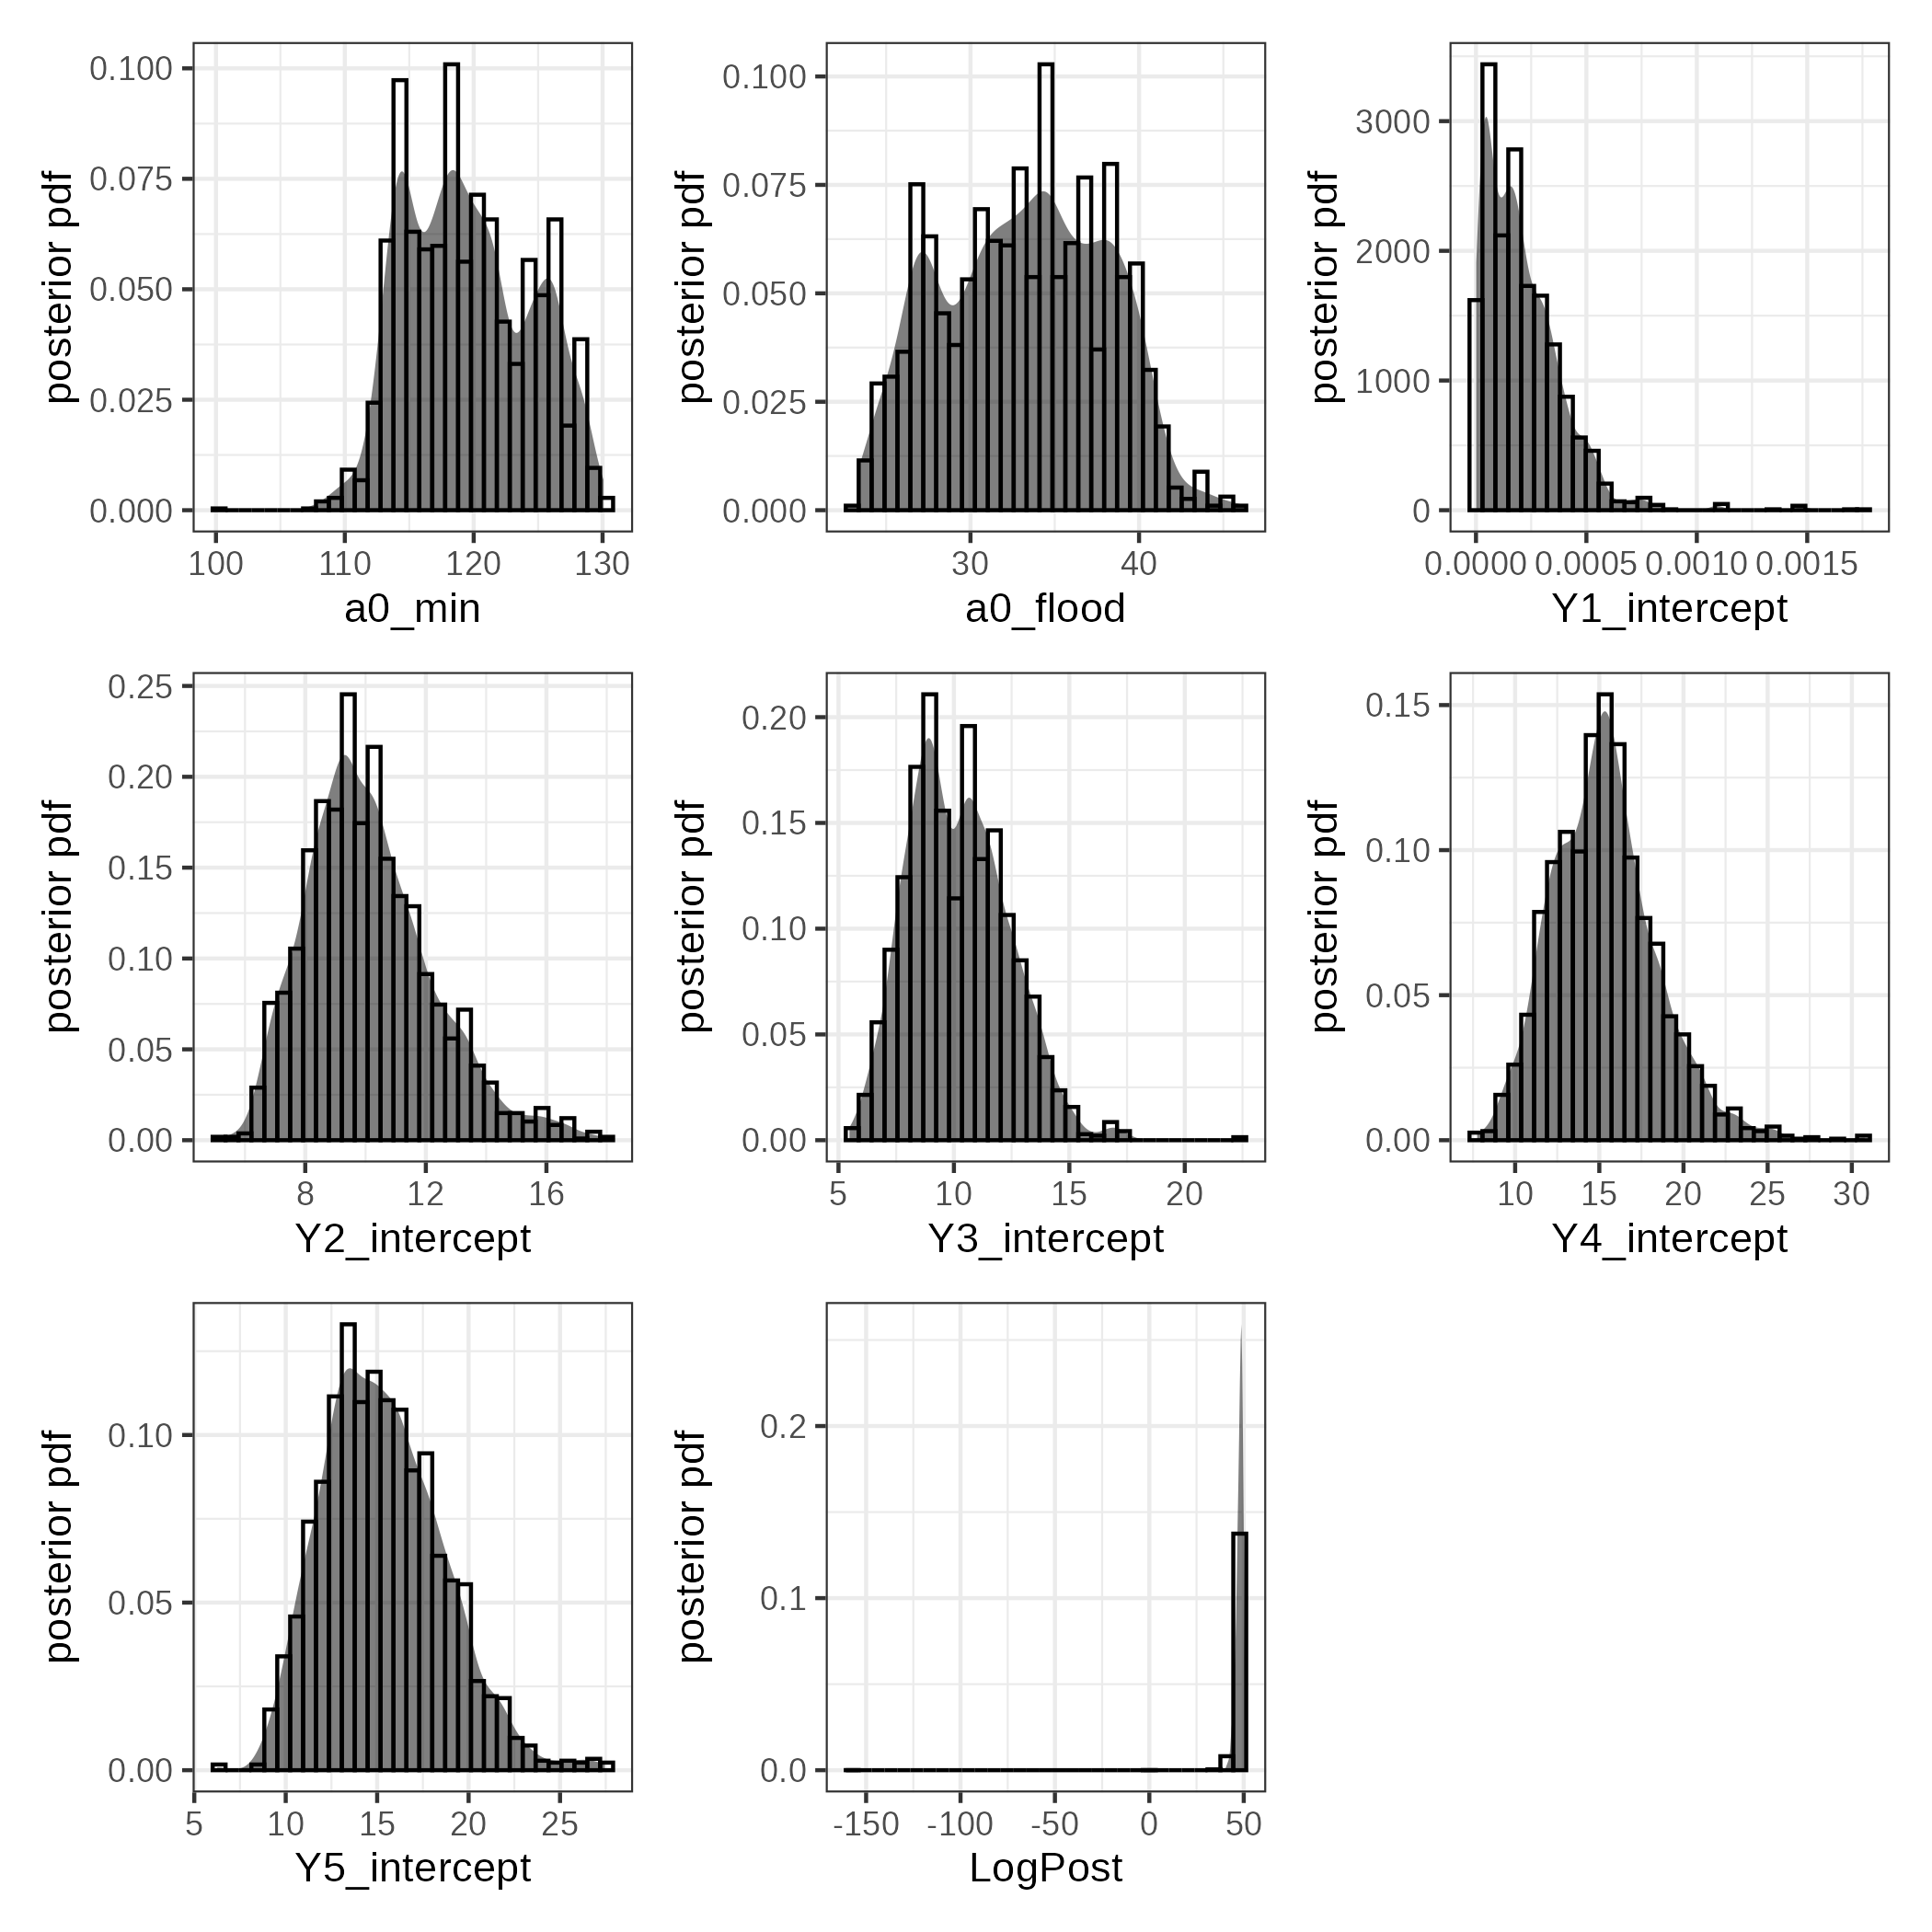 posterior pdf
0.100
0.075
0.050
0.025
0.000
100 110 120 130
a0_min
posterior pdf
0.100
0.075
0.050
0.025
0.000
30 40
a0_flood
posterior pdf
3000
2000
1000
0
0.0000 0.0005 0.0010 0.0015
Y1_intercept
posterior pdf
0.25
0.20
0.15
0.10
0.05
0.00
8 12 16
Y2_intercept
posterior pdf
0.20
0.15
0.10
0.05
0.00
5 10 15 20
Y3_intercept
posterior pdf
0.15
0.10
0.05
0.00
10 15 20 25 30
Y4_intercept
posterior pdf
0.10
0.05
0.00
5 10 15 20 25
Y5_intercept
posterior pdf
0.2
0.1
0.0
-150 -100 -50 0 50
LogPost